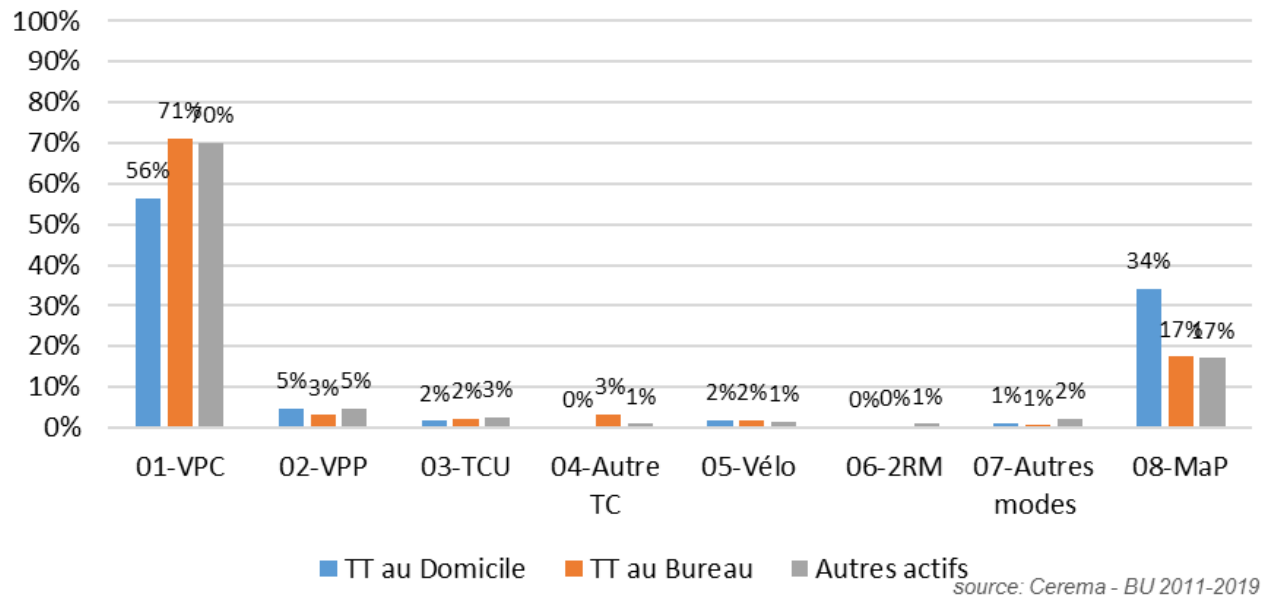 100%
90%
80%
70%
60%
50%
40%
30%
20%
10%
0%
56% 71% 70%
5% 3% 5%
2% 2% 3%
0% 3% 1%
2% 2% 1%
0% 0% 1%
1% 1% 2%
34% 17% 17%
01-VPC 02-VPP 03-TCU 04-Autre 05-Vélo 06-2RM 07-Autres 08-MaP
TC modes
TT au Domicile TT au Bureau Autres actifs
source: Cerema - BU 2011-2019